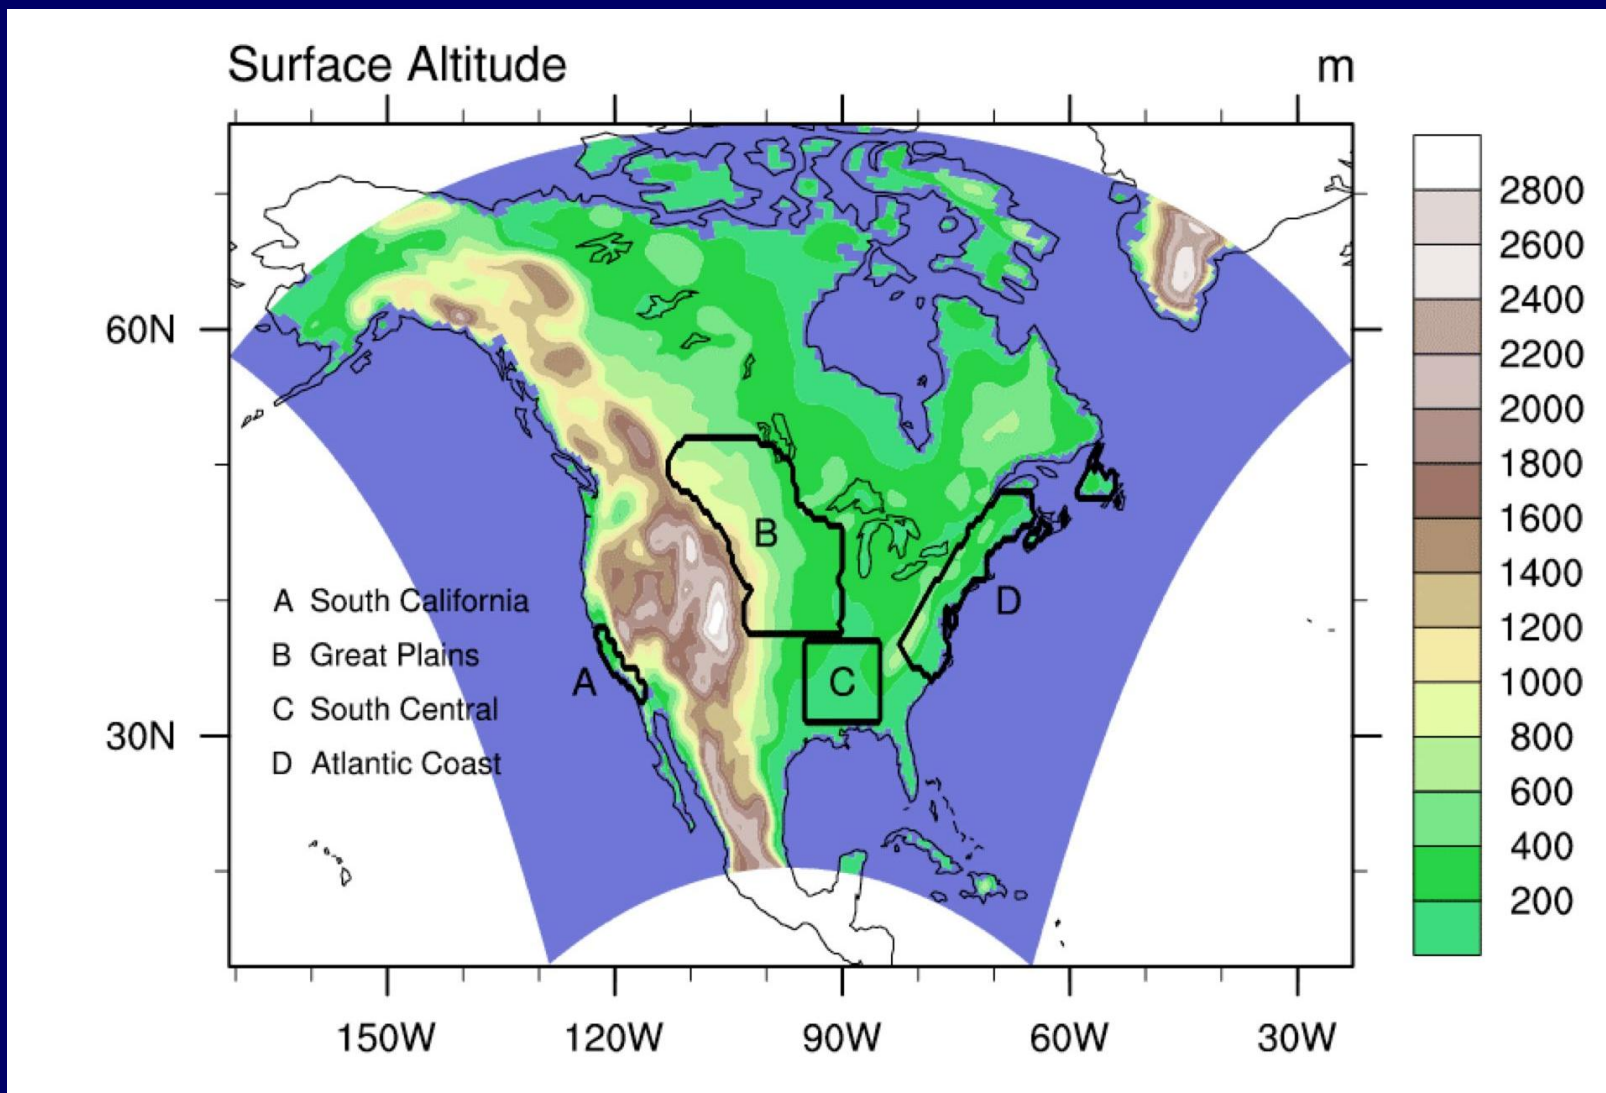 Surface Altitude
m
60N
30N
B
D
A
C
A South California
B Great Plains
C South Central
D Atlantic Coast
150W 120W 90W 60W 30W
2800
2600
2400
2200
2000
1800
1600
1400
1200
1000
800
600
400
200